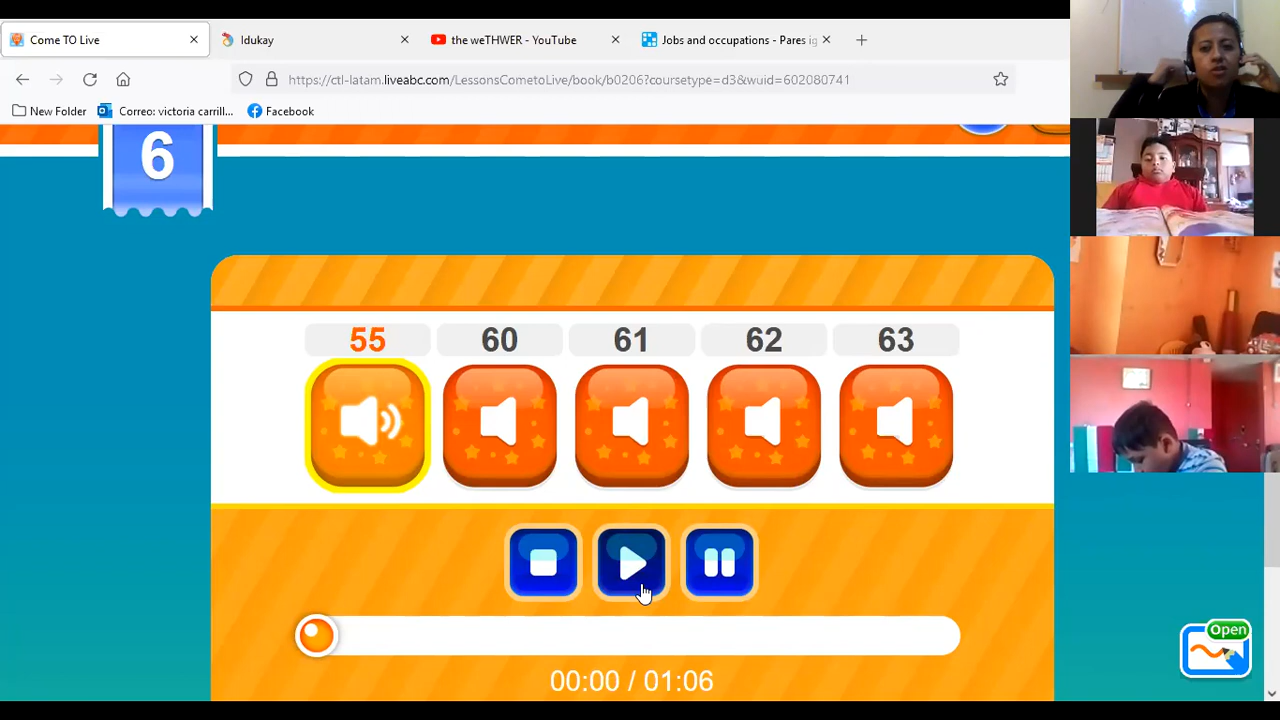 Come TO Live
Idukay
the weTHWER - YouTube
Jobs and occupations - Pares ig
https://ctl-latam.liveabc.com/LessonsCometoLive/book/b0206?coursetype=d3&wuid=602080741
New Folder
Correo: victoria carrill...
Facebook
6
55 60 61 62 63
00:00 / 01:06
Open